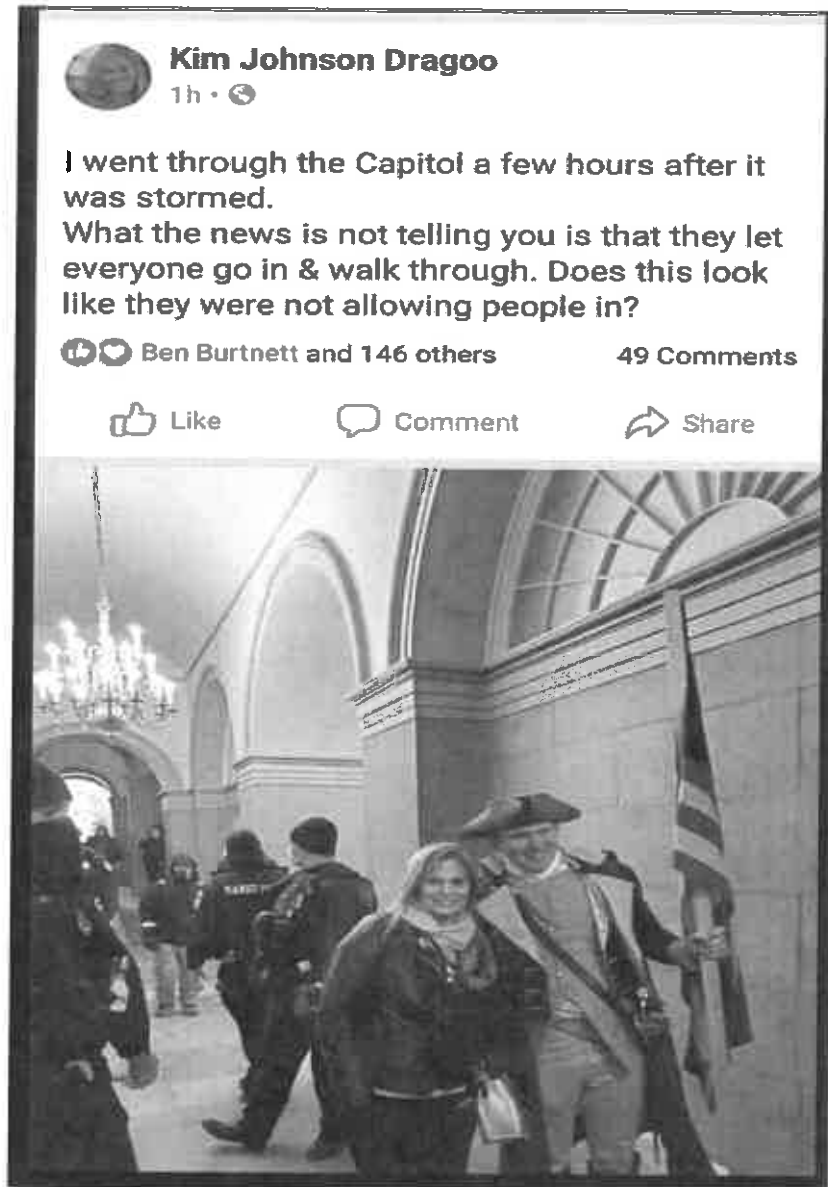 Kim Johnson Dragoo
1h
I went through the Capitol a few hours after it
was stormed.
What the news is not telling you is that they let
everyone go in & walk through. Does this look
like they were not allowing people in?
Ben Burtnett and 146 others 49 Comments
Like Comment Share